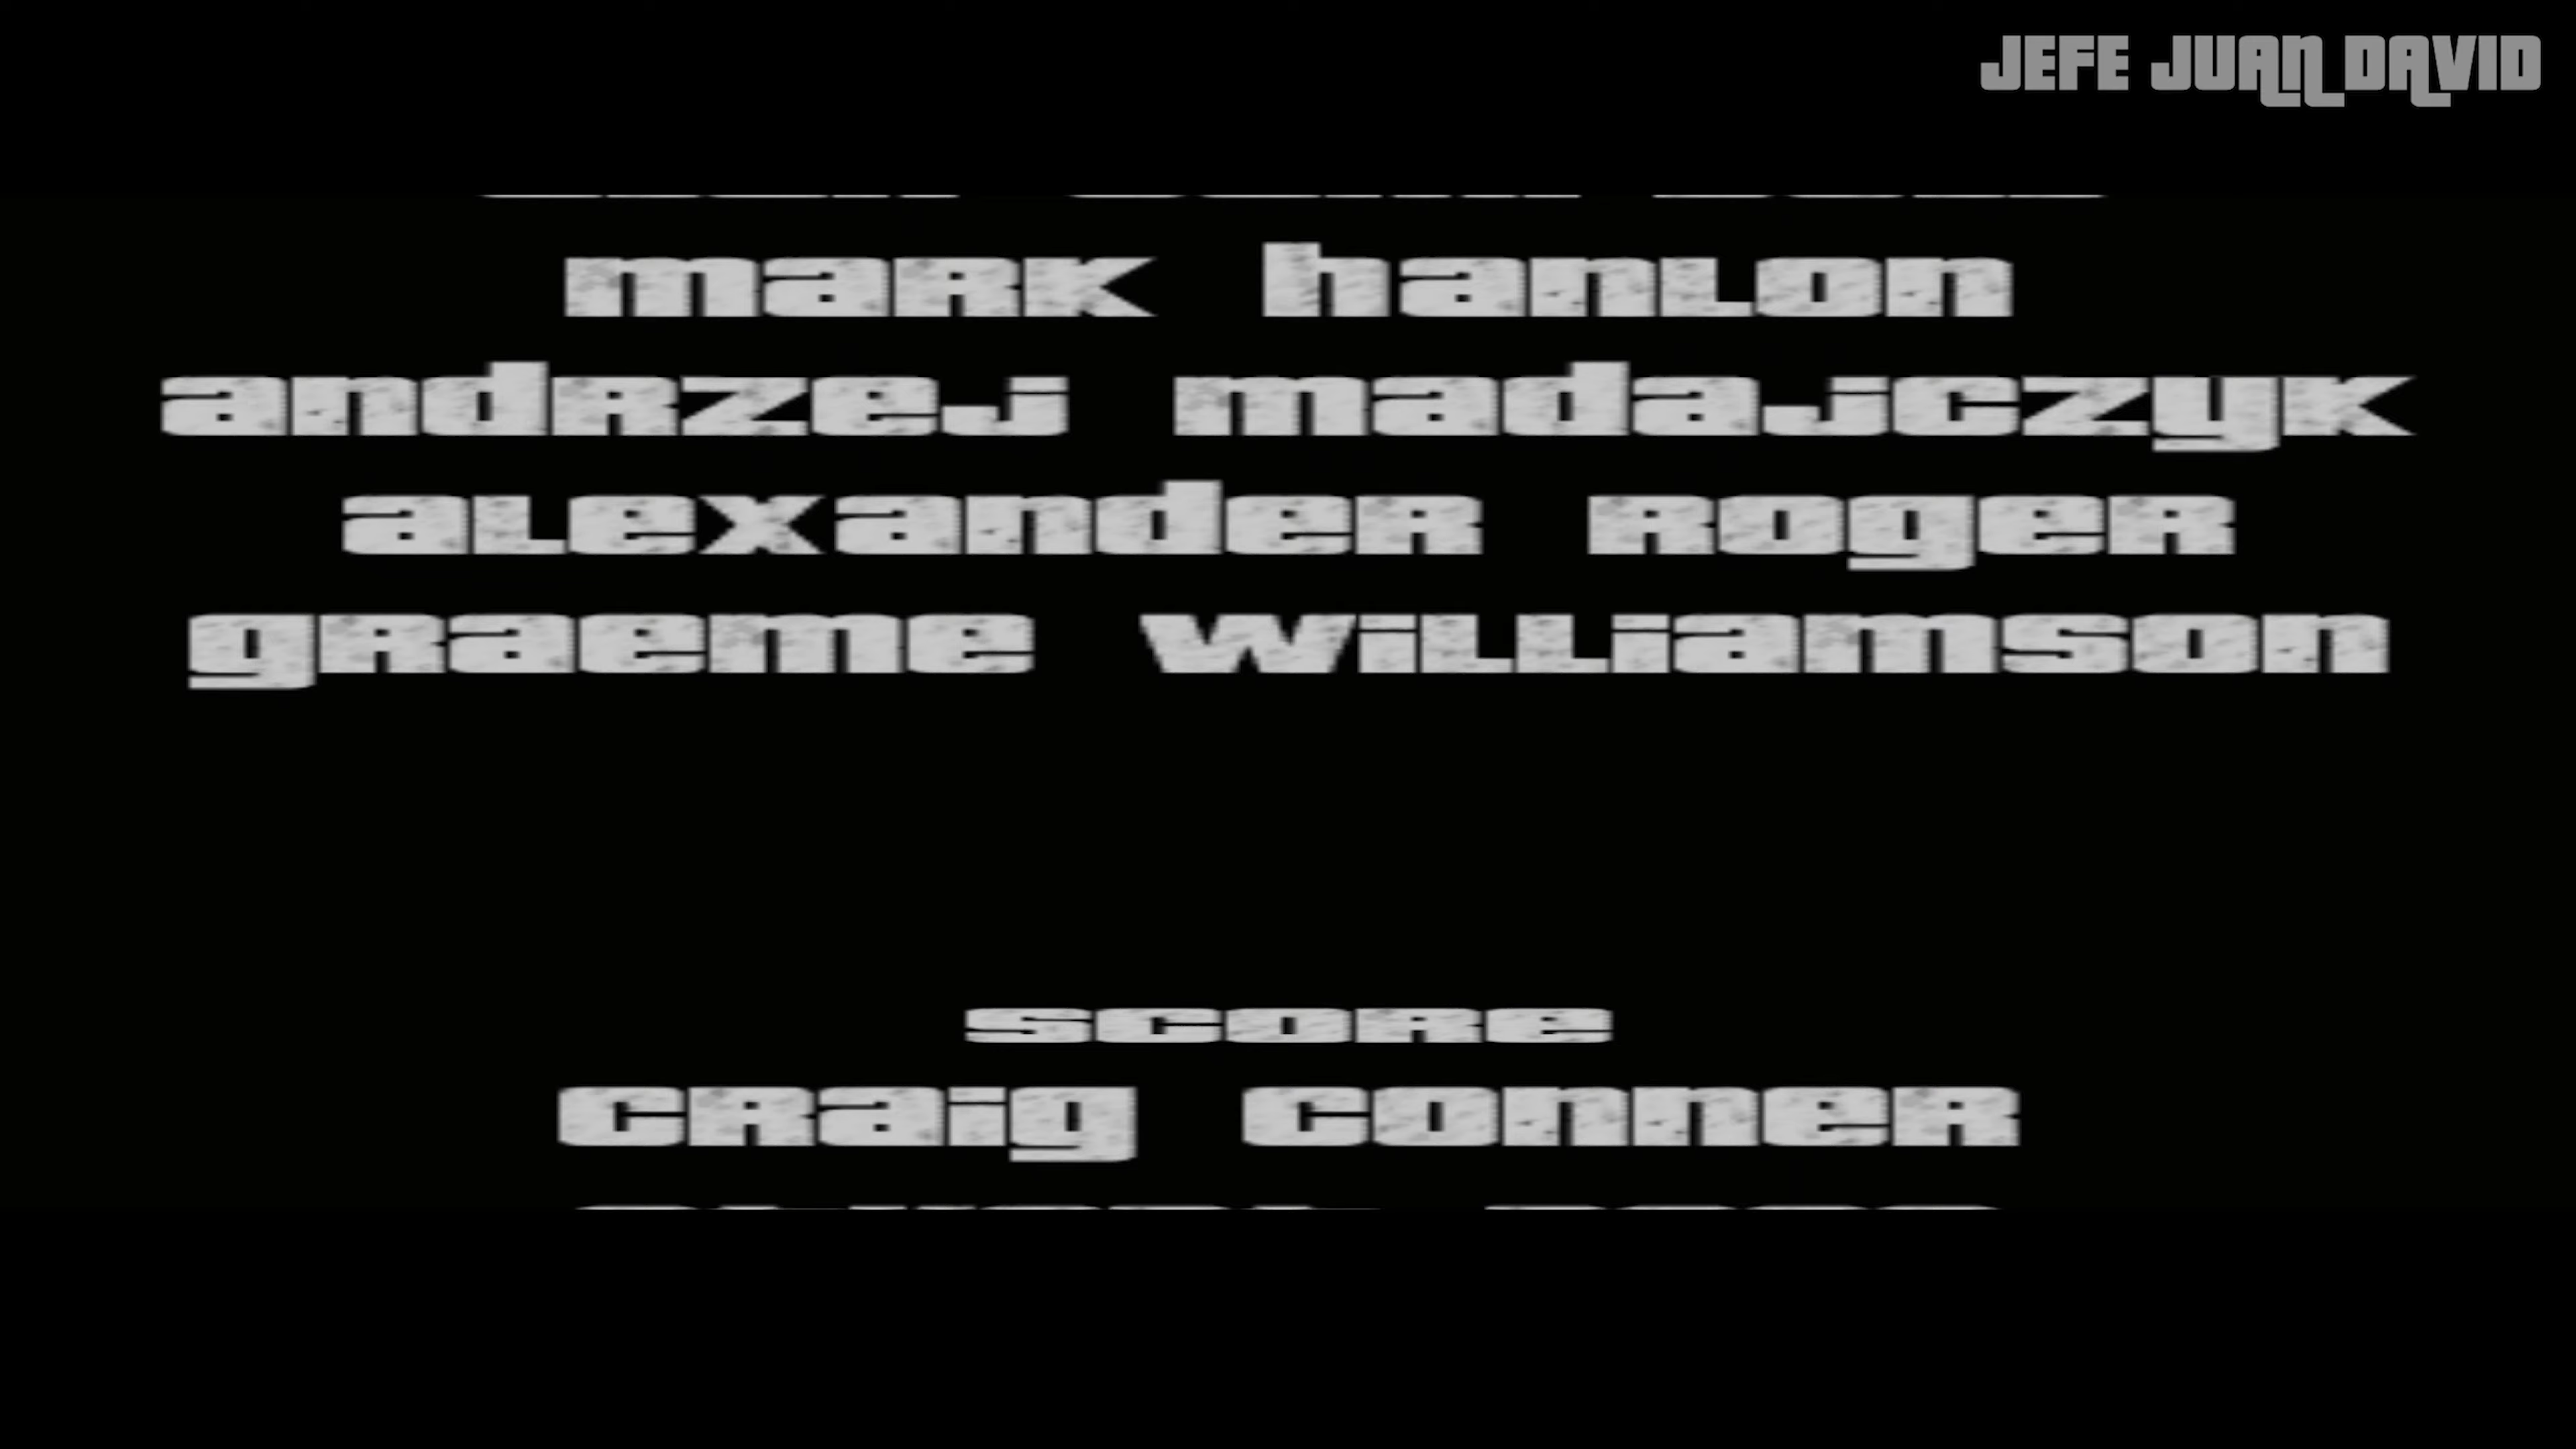 JEFE JUAN DAVID
mark hanlon
andrzej madajczyk
alexander roger
graeme williamson
score
craig conner